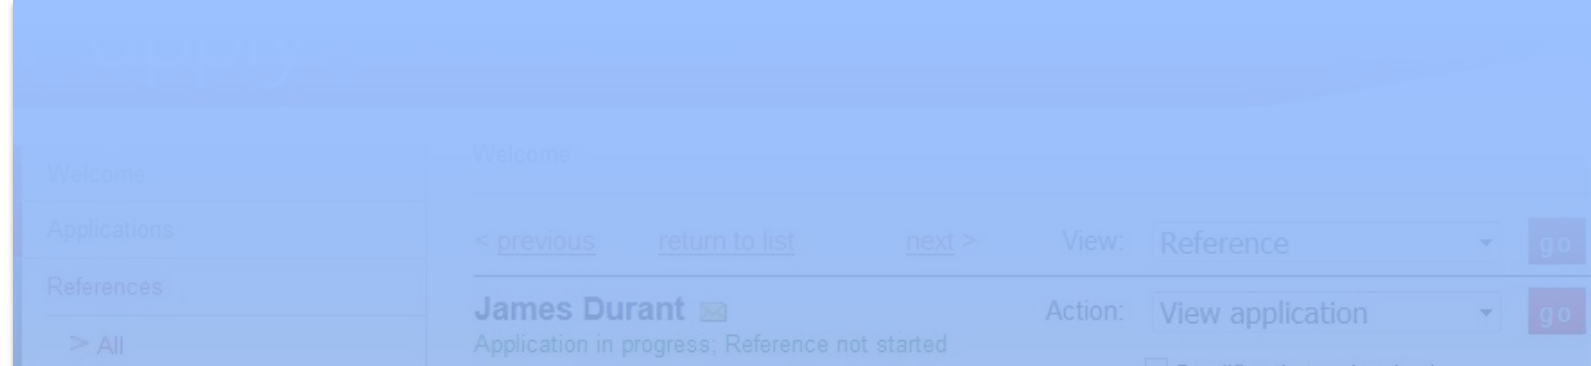 apply
Welcome
Applications
References
> All
Welcome
< previous return to list next > View: Reference go
James Durant Action: View application go
Application in progress; Reference not started